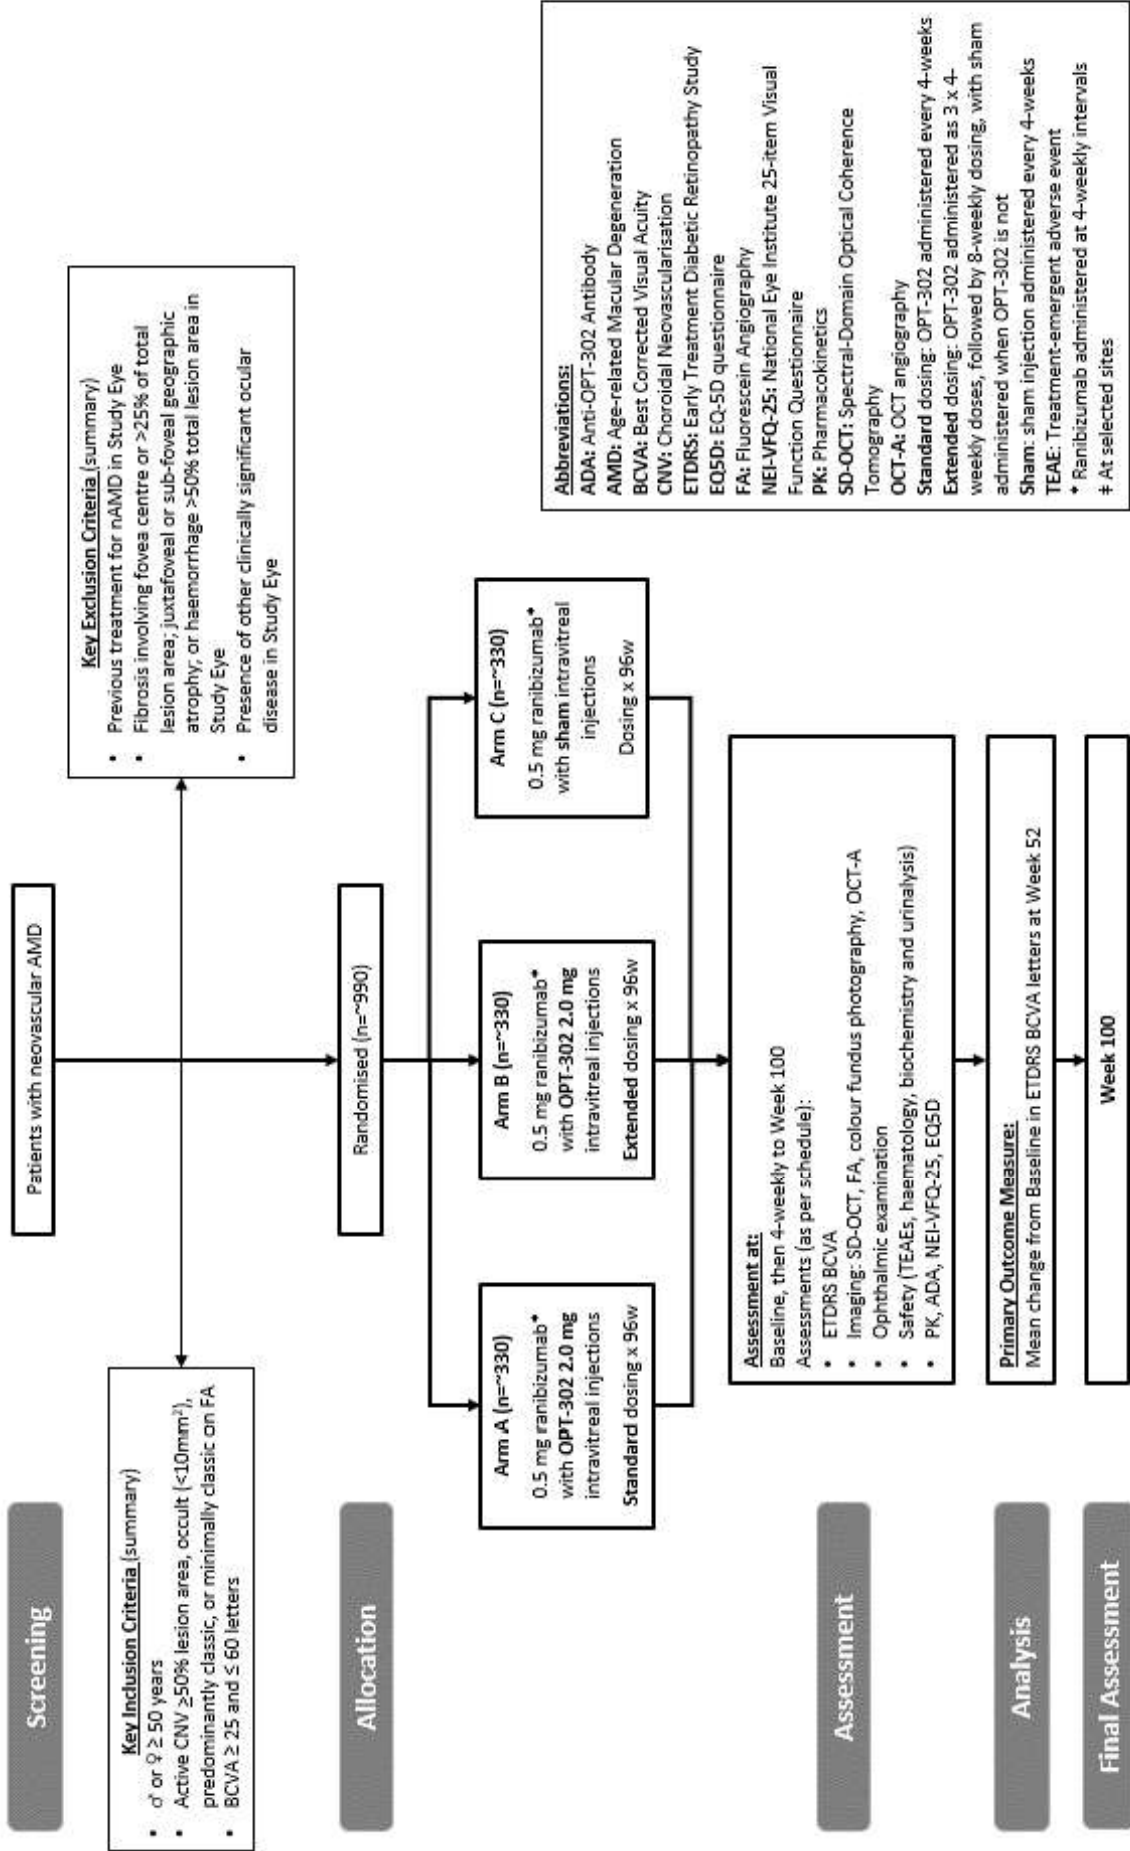 Screening
Patients with neovascular AMD
Key Inclusion Criteria (summary)
• ♂ or ♀ ≥ 50 years
• Active CNV ≥50% lesion area, occult (<10mm²),
predominantly classic, or minimally classic on FA
• BCVA ≥ 25 and ≤ 60 letters
Key Exclusion Criteria (summary)
• Previous treatment for nAMD in Study Eye
• Fibrosis involving fovea centre or >25% of total
lesion area; juxtafoveal or sub-foveal geographic
atrophy; or haemorrhage >50% total lesion area in
Study Eye
• Presence of other clinically significant ocular
disease in Study Eye
Allocation
Randomised (n=~990)
Arm A (n=~330)
0.5 mg ranibizumab*
with OPT-302 2.0 mg
intravitreal injections
Standard dosing x 96w
Arm B (n=~330)
0.5 mg ranibizumab*
with OPT-302 2.0 mg
intravitreal injections
Extended dosing x 96w
Arm C (n=~330)
0.5 mg ranibizumab*
with sham intravitreal
injections
Dosing x 96w
Assessment
Assessment at:
Baseline, then 4-weekly to Week 100
Assessments (as per schedule):
• ETDRS BCVA
• Imaging: SD-OCT, FA, colour fundus photography, OCT-A
• Ophthalmic examination
• Safety (TEAEs, haematology, biochemistry and urinalysis)
• PK, ADA, NEI-VFQ-25, EQ5D
Analysis
Primary Outcome Measure:
Mean change from Baseline in ETDRS BCVA letters at Week 52
Final Assessment
Week 100
Abbreviations:
ADA: Anti-OPT-302 Antibody
AMD: Age-related Macular Degeneration
BCVA: Best Corrected Visual Acuity
CNV: Choroidal Neovascularisation
ETDRS: Early Treatment Diabetic Retinopathy Study
EQ5D: EQ-5D questionnaire
FA: Fluorescein Angiography
NEI-VFQ-25: National Eye Institute 25-item Visual
Function Questionnaire
PK: Pharmacokinetics
SD-OCT: Spectral-Domain Optical Coherence
Tomography
OCT-A: OCT angiography
Standard dosing: OPT-302 administered every 4-weeks
Extended dosing: OPT-302 administered as 3 x 4-
weekly doses, followed by 8-weekly dosing, with sham
administered when OPT-302 is not
Sham: sham injection administered every 4-weeks
TEAE: Treatment-emergent adverse event
* Ranibizumab administered at 4-weekly intervals
ǂ At selected sites